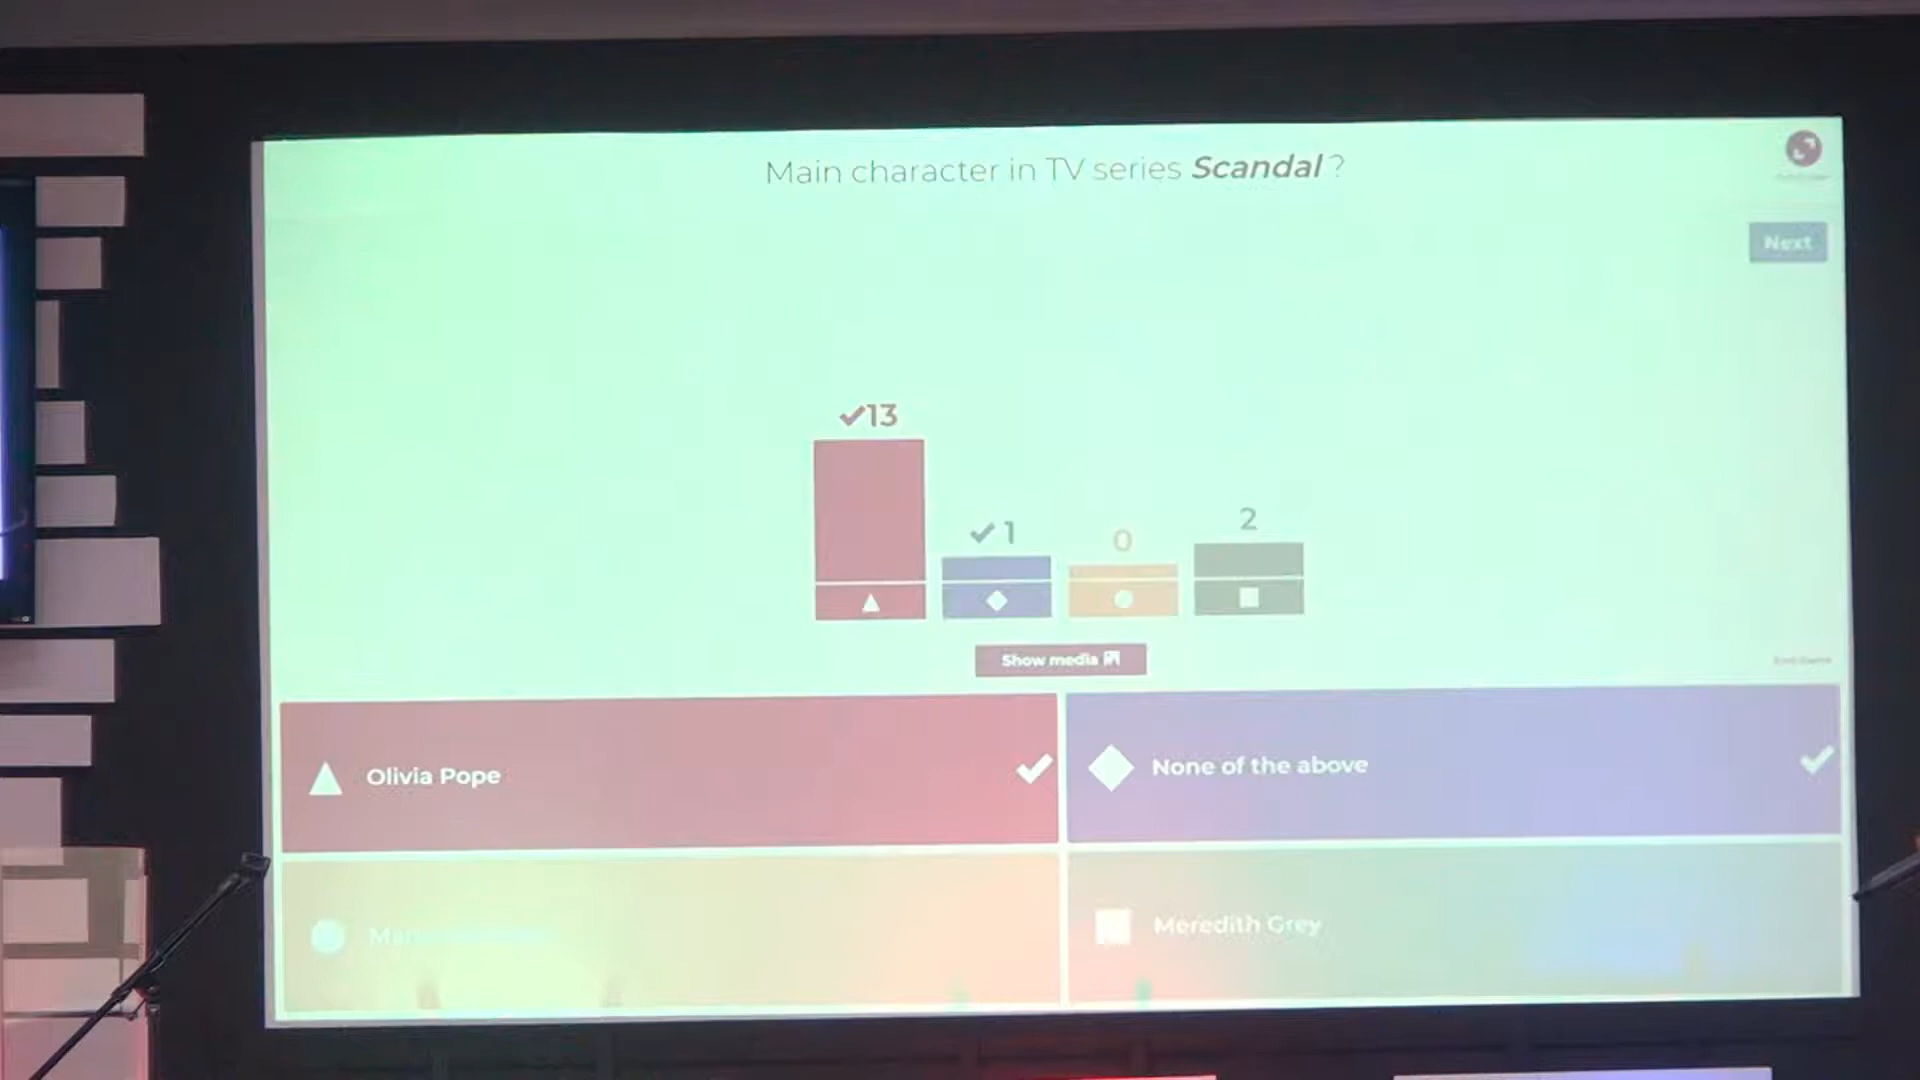 Main character in TV series Scandal ?
Next
13
1
0
2
Show media
Olivia Pope
None of the above
Meredith Grey